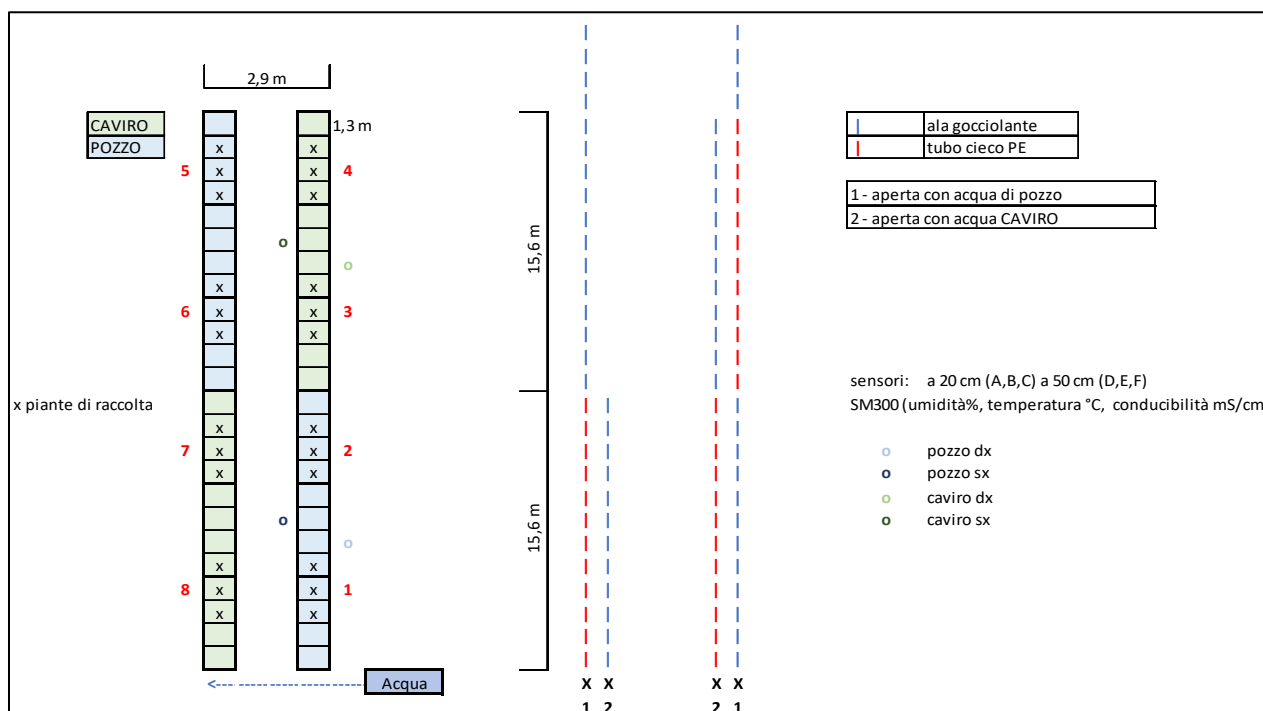 2,9 m
CAVIRO
POZZO
1,3 m
x x
5 x x 4
x x
o
o
x x
6 x x 3
x x
x piante di raccolta
x x
7 x x 2
x x
o
o
x x
8 x x 1
x x
Acqua
15,6 m
15,6 m
X X X X
1 2 2 1
| ala gocciolante
| tubo cieco PE
1 - aperta con acqua di pozzo
2 - aperta con acqua CAVIRO
sensori: a 20 cm (A,B,C) a 50 cm (D,E,F)
SM300 (umidità%, temperatura °C, conducibilità mS/cm
o pozzo dx
o pozzo sx
o caviro dx
o caviro sx